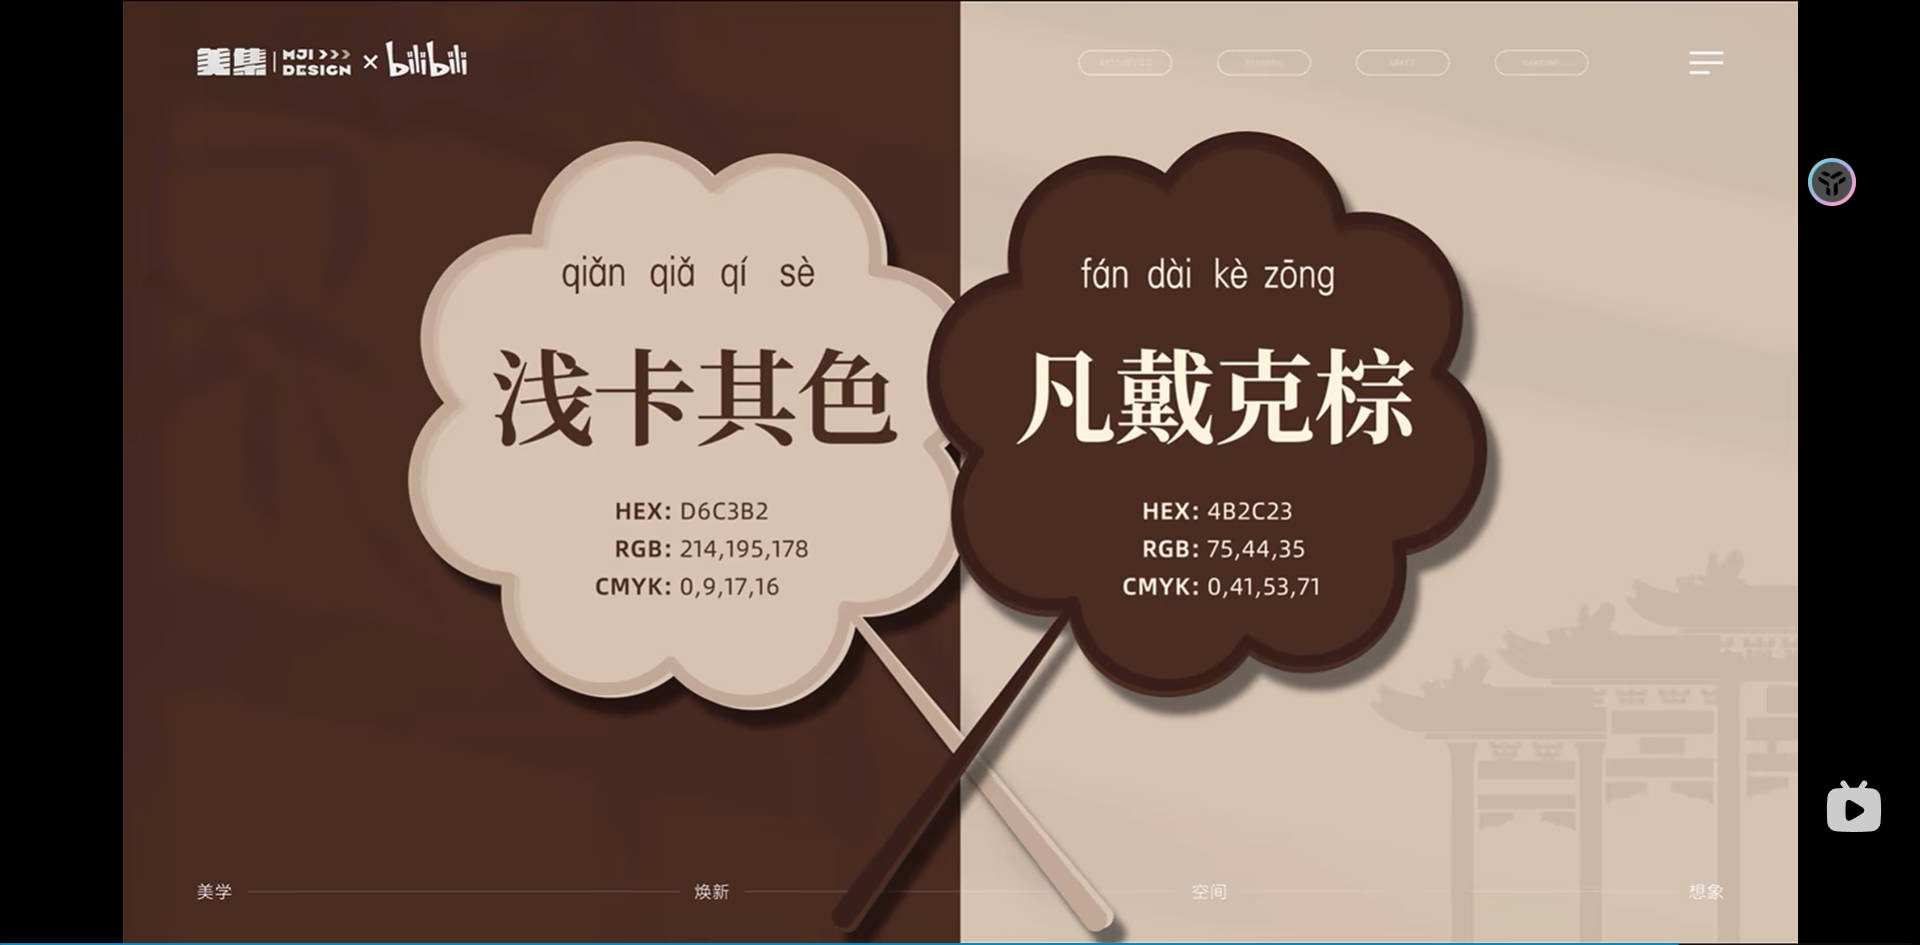 美集 MJI DESIGN × bilibili
qiǎn qiǎ qí sè
浅卡其色
HEX: D6C3B2
RGB: 214,195,178
CMYK: 0,9,17,16
fán dài kè zōng
凡戴克棕
HEX: 4B2C23
RGB: 75,44,35
CMYK: 0,41,53,71
美学 焕新 空间 想象